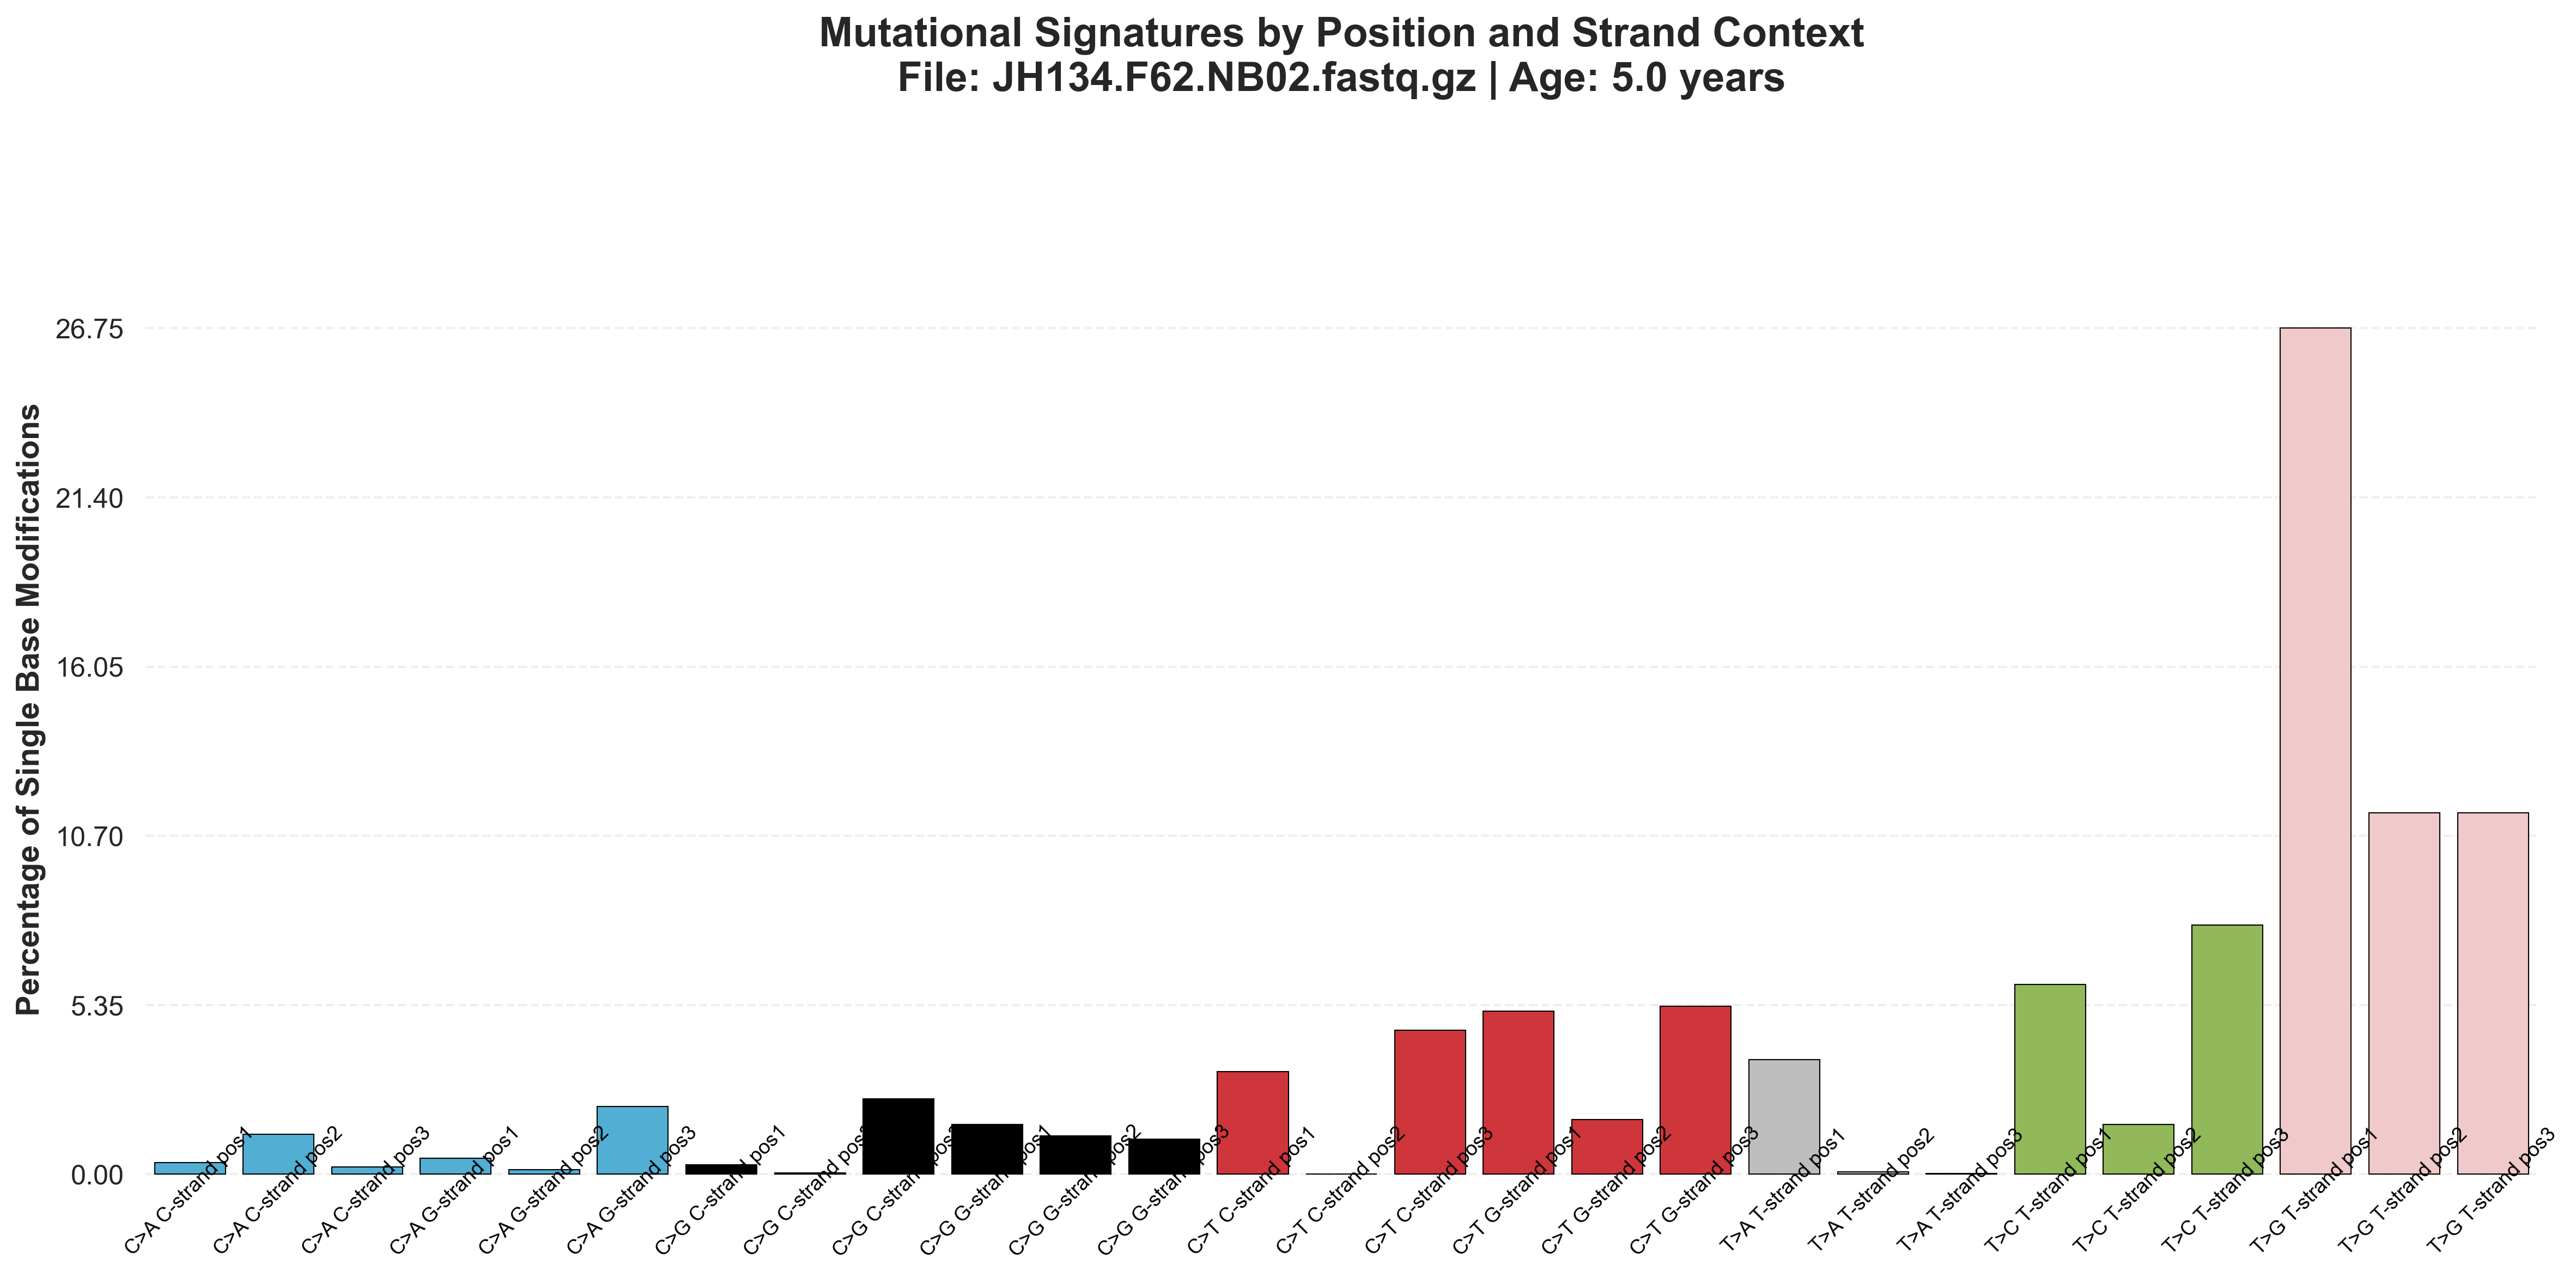 Mutational Signatures by Position and Strand Context
File: JH134.F62.NB02.fastq.gz | Age: 5.0 years
Percentage of Single Base Modifications
26.75
21.40
16.05
10.70
5.35
0.00
C>A C-strand pos1
C>A C-strand pos2
C>A C-strand pos3
C>A G-strand pos1
C>A G-strand pos2
C>A G-strand pos3
C>G C-strand pos1
C>G C-strand pos2
C>G C-strand pos3
C>G G-strand pos1
C>G G-strand pos2
C>G G-strand pos3
C>T C-strand pos1
C>T C-strand pos2
C>T C-strand pos3
C>T G-strand pos1
C>T G-strand pos2
C>T G-strand pos3
T>A T-strand pos1
T>A T-strand pos2
T>A T-strand pos3
T>C T-strand pos1
T>C T-strand pos2
T>C T-strand pos3
T>G T-strand pos1
T>G T-strand pos2
T>G T-strand pos3